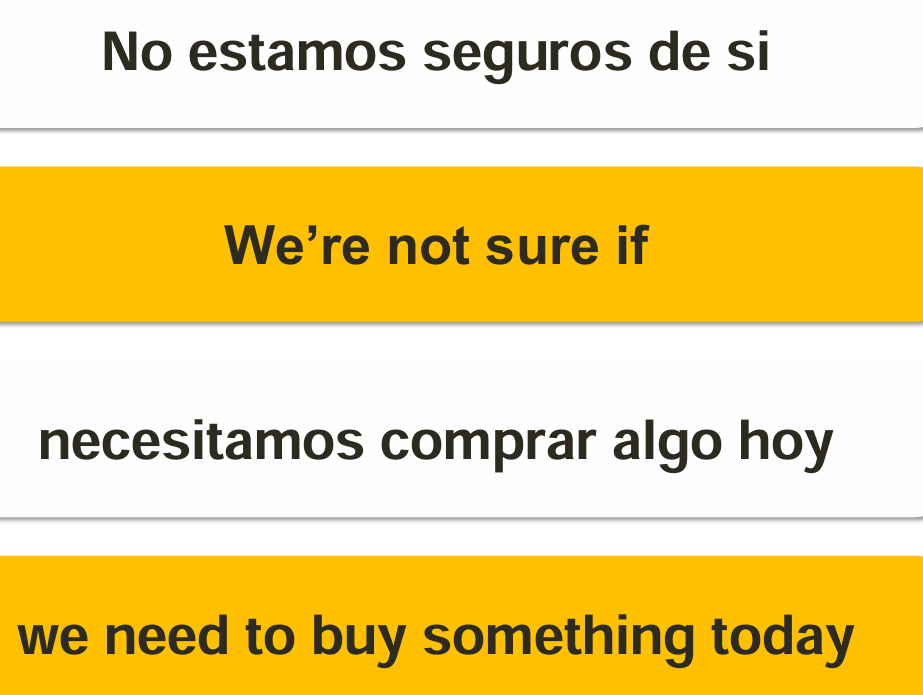 No estamos seguros de si
We’re not sure if
necesitamos comprar algo hoy
we need to buy something today